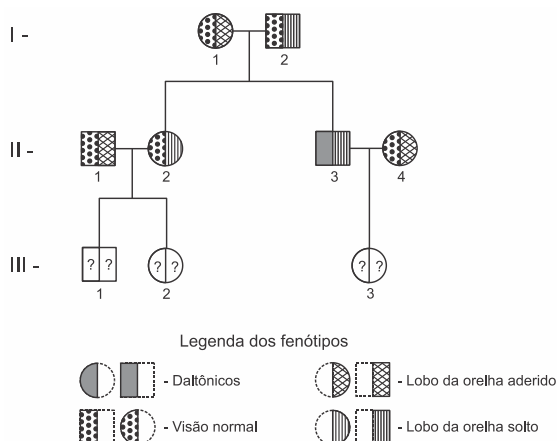 I -
1 2
II -
1 2 3 4
III -
? ? ? ? ? ?
1 2 3
Legenda dos fenótipos
- Daltônicos - Lobo da orelha aderido
- Visão normal - Lobo da orelha solto